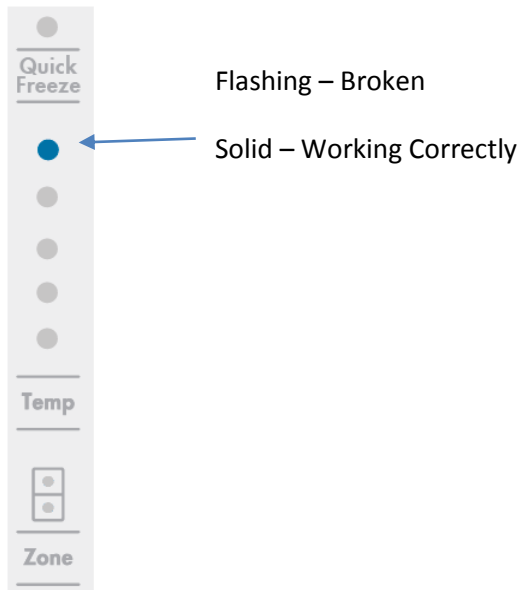 Quick
Freeze
Flashing – Broken
Solid – Working Correctly
Temp
Zone